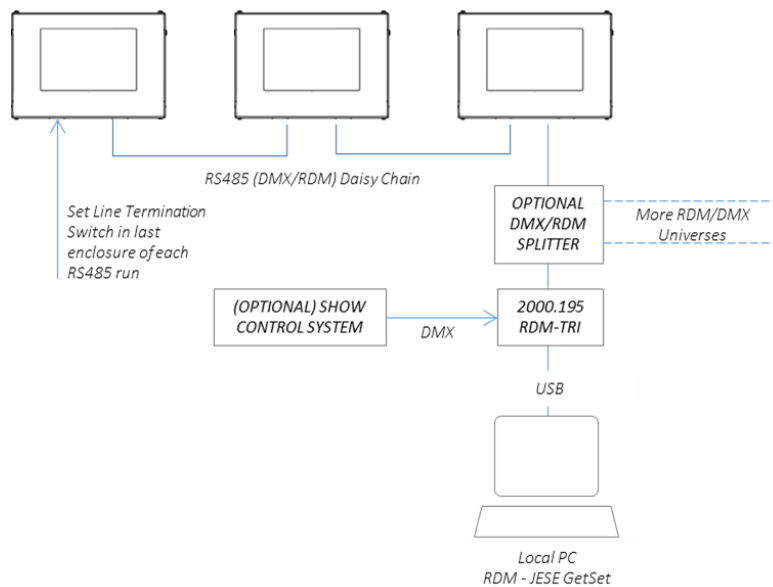 RS485 (DMX/RDM) Daisy Chain
Set Line Termination
Switch in last
enclosure of each
RS485 run
OPTIONAL
DMX/RDM
SPLITTER
More RDM/DMX
Universes
(OPTIONAL) SHOW
CONTROL SYSTEM
DMX
2000.195
RDM-TRI
USB
Local PC
RDM - JESE GetSet